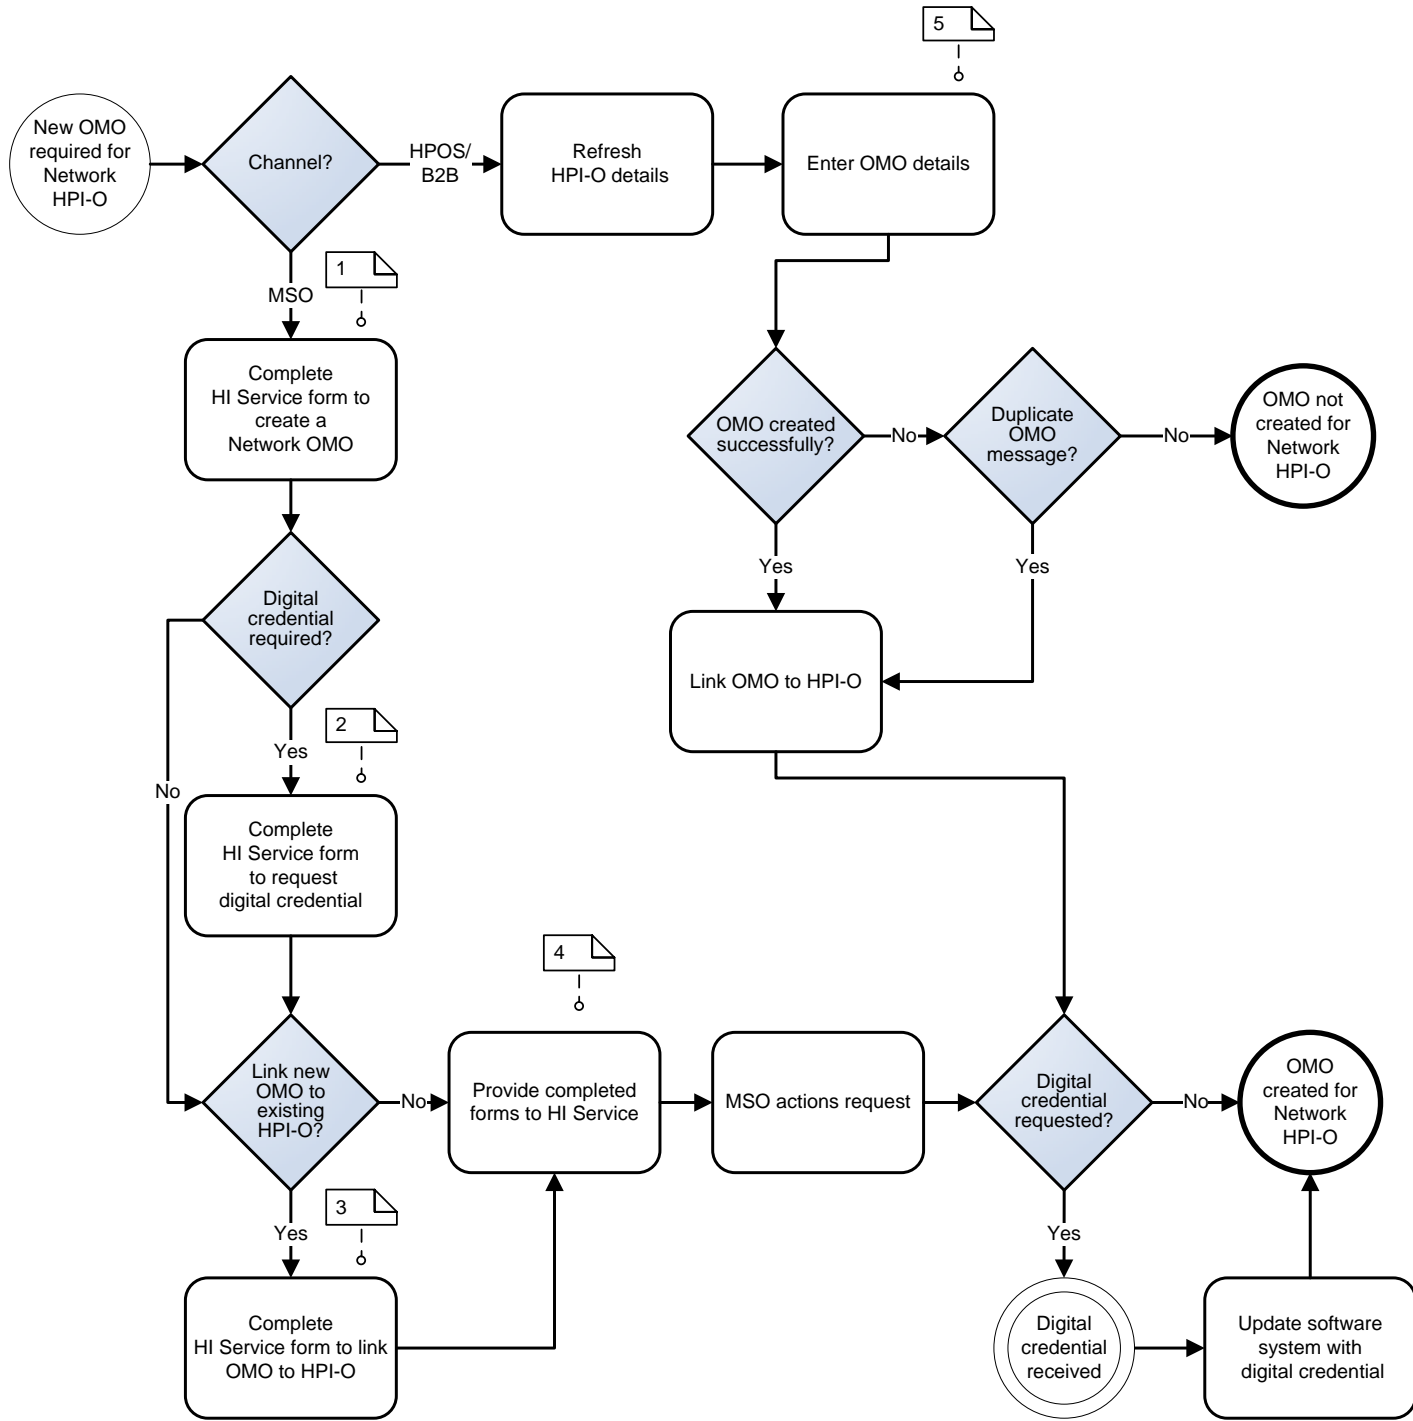 5
New OMO
required for
Network
HPI-O
Channel?
HPOS/
B2B
Refresh
HPI-O details
Enter OMO details
1
MSO
Complete
HI Service form to
create a
Network OMO
OMO created
successfully?
No
Duplicate
OMO
message?
No
OMO not
created for
Network
HPI-O
Yes
Yes
Digital
credential
required?
Link OMO to HPI-O
2
Yes
No
Complete
HI Service form
to request
digital credential
4
Link new
OMO to
existing
HPI-O?
No
Provide completed
forms to HI Service
MSO actions request
Digital
credential
requested?
No
OMO
created for
Network
HPI-O
3
Yes
Yes
Complete
HI Service form to link
OMO to HPI-O
Digital
credential
received
Update software
system with
digital credential